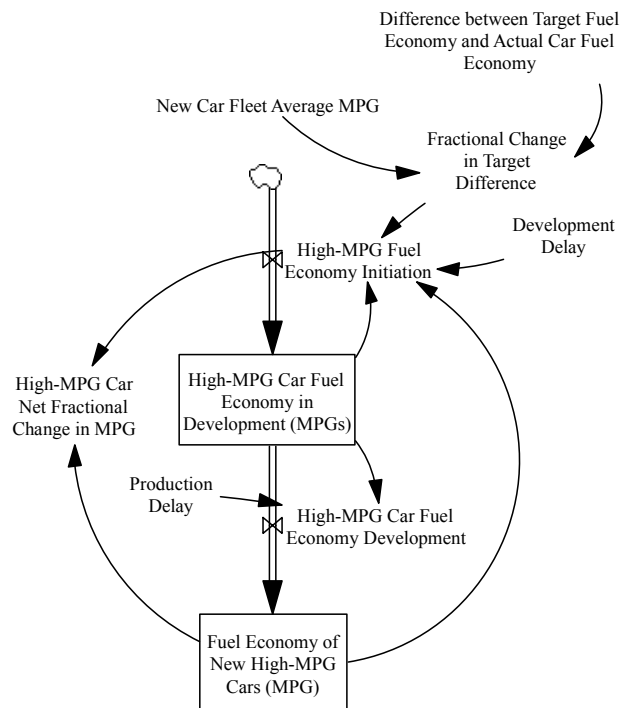 Difference between Target Fuel
Economy and Actual Car Fuel
Economy
New Car Fleet Average MPG
Fractional Change
in Target
Difference
Development
Delay
High-MPG Fuel
Economy Initiation
High-MPG Car
Net Fractional
Change in MPG
High-MPG Car Fuel
Economy in
Development (MPGs)
Production
Delay
High-MPG Car Fuel
Economy Development
Fuel Economy of
New High-MPG
Cars (MPG)